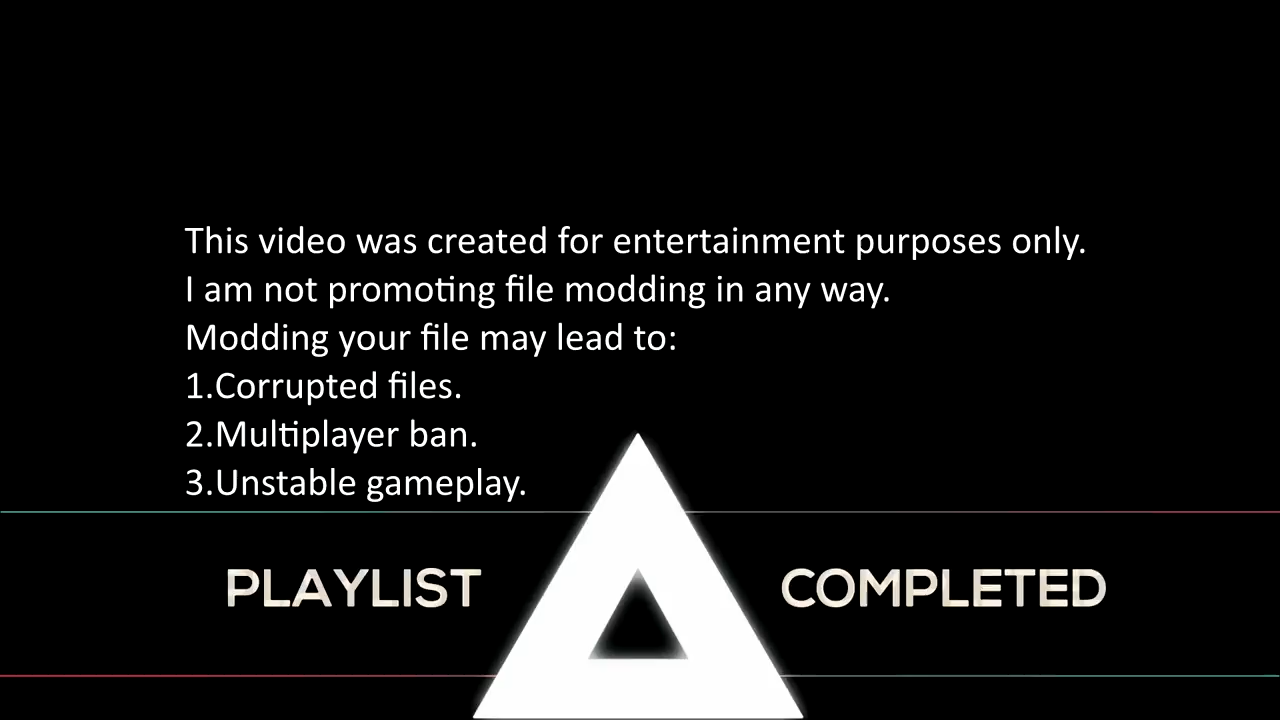 This video was created for entertainment purposes only.
I am not promoting file modding in any way.
Modding your file may lead to:
1.Corrupted files.
2.Multiplayer ban.
3.Unstable gameplay.
PLAYLIST COMPLETED